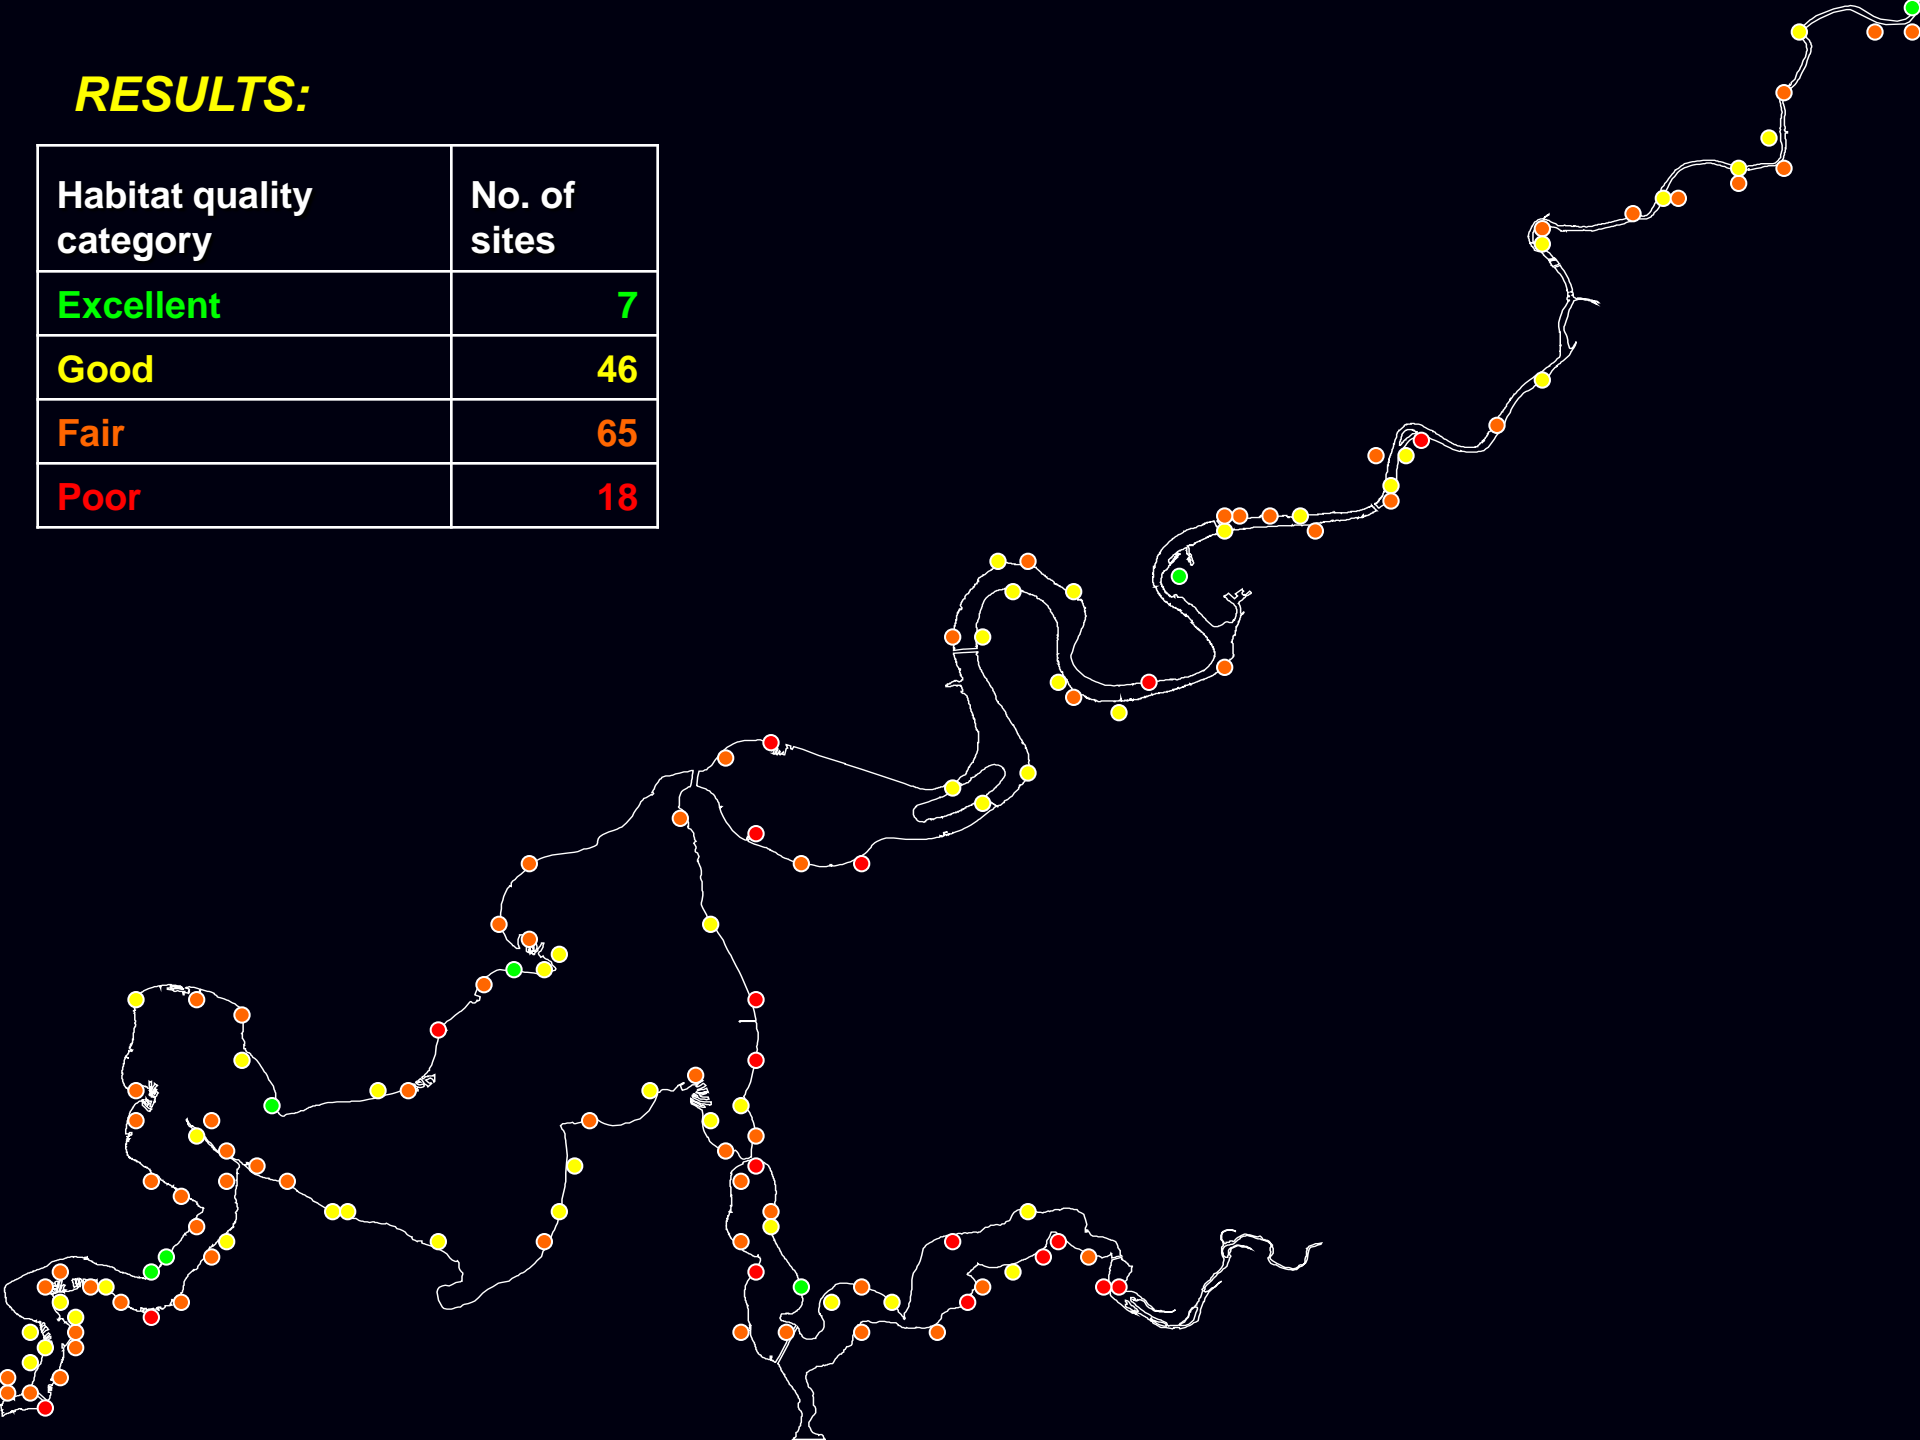 RESULTS:
Habitat quality category No. of sites
Excellent 7
Good 46
Fair 65
Poor 18